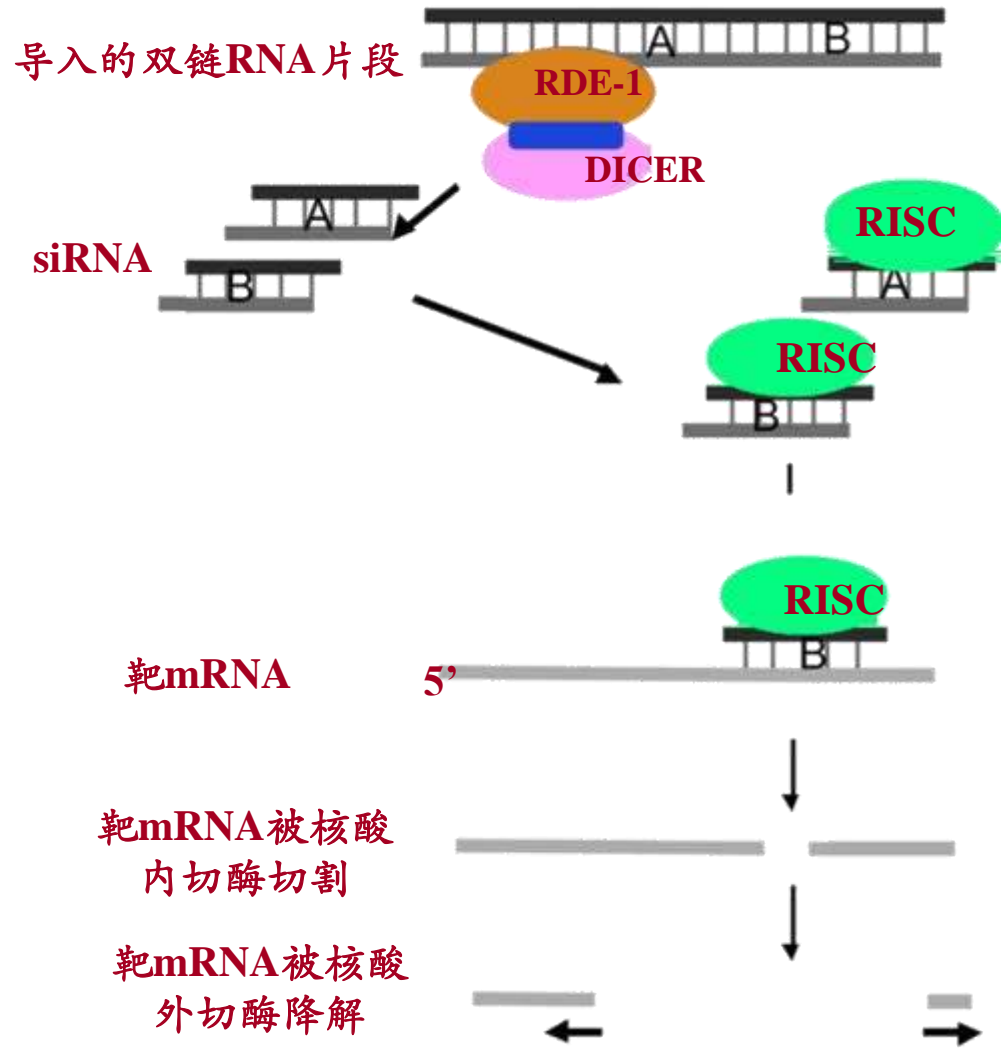 A B
导入的双链RNA片段
RDE-1
DICER
A
RISC
siRNA
A
B
RISC
B
RISC
靶mRNA 5’
B
靶mRNA被核酸
内切酶切割
靶mRNA被核酸
外切酶降解